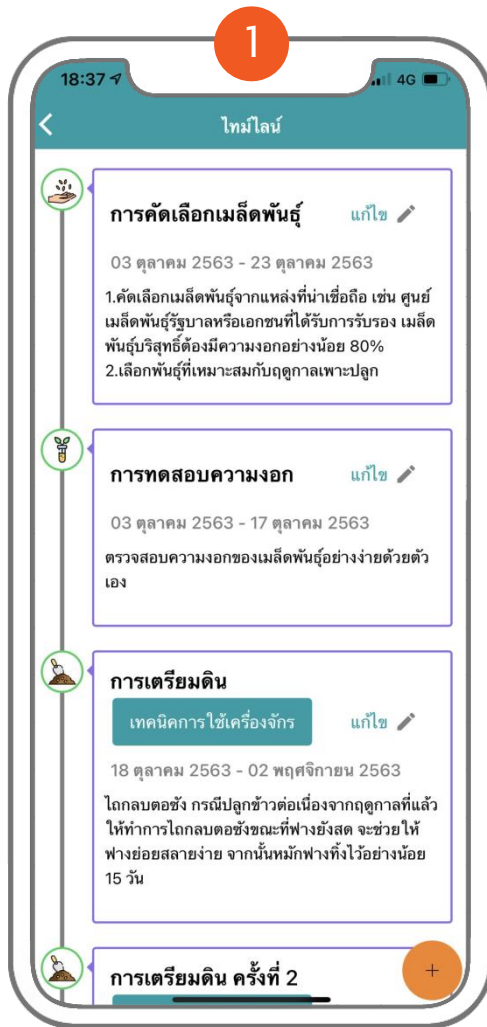 1
18:37
4G
ไทม์ไลน์
การคัดเลือกเมล็ดพันธุ์ แก้ไข
03 ตุลาคม 2563 - 23 ตุลาคม 2563
1.คัดเลือกเมล็ดพันธุ์จากแหล่งที่น่าเชื่อถือ เช่น ศูนย์
เมล็ดพันธุ์รัฐบาลหรือเอกชนที่ได้รับการรับรอง เมล็ด
พันธุ์บริสุทธิ์ต้องมีความงอกอย่างน้อย 80%
2.เลือกพันธุ์ที่เหมาะสมกับฤดูกาลเพาะปลูก
การทดสอบความงอก แก้ไข
03 ตุลาคม 2563 - 17 ตุลาคม 2563
ตรวจสอบความงอกของเมล็ดพันธุ์อย่างง่ายด้วยตัว
เอง
การเตรียมดิน
เทคนิคการใช้เครื่องจักร แก้ไข
18 ตุลาคม 2563 - 02 พฤศจิกายน 2563
ไถกลบตอซัง กรณีปลูกข้าวต่อเนื่องจากฤดูกาลที่แล้ว
ให้ทำการไถกลบตอซังขณะที่ฟางยังสด จะช่วยให้
ฟางย่อยสลายง่าย จากนั้นหมักฟางทิ้งไว้อย่างน้อย
15 วัน
การเตรียมดิน ครั้งที่ 2
+